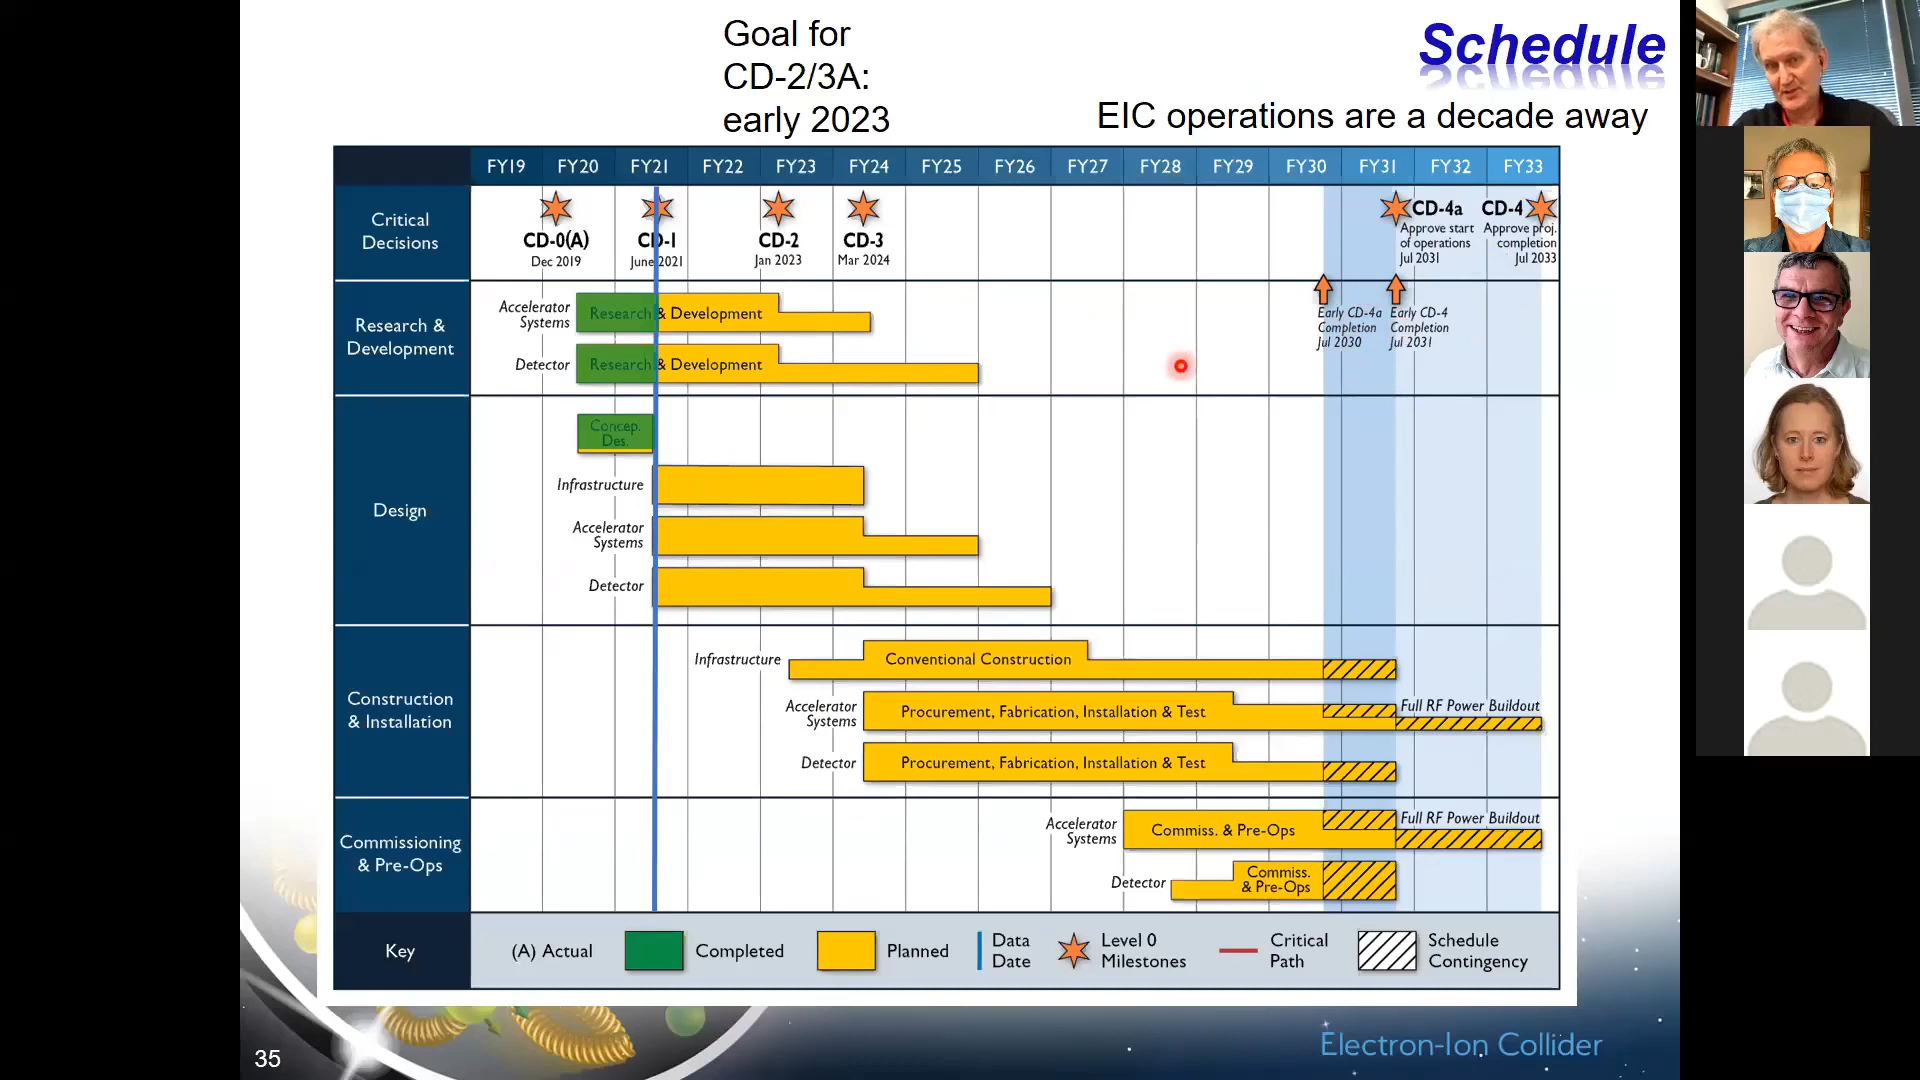 Goal for
CD-2/3A:
early 2023
Schedule
EIC operations are a decade away
FY19 FY20 FY21 FY22 FY23 FY24 FY25 FY26 FY27 FY28 FY29 FY30 FY31 FY32 FY33
Critical
Decisions
CD-0(A)
Dec 2019
CD-1
June 2021
CD-2
Jan 2023
CD-3
Mar 2024
CD-4a
Approve start
of operations
Jul 2031
CD-4
Approve proj.
completion
Jul 2033
Research &
Development
Accelerator
Systems
Research & Development
Detector
Research & Development
Early CD-4a
Completion
Jul 2030
Early CD-4
Completion
Jul 2031
Design
Concep.
Des.
Infrastructure
Accelerator
Systems
Detector
Construction
& Installation
Infrastructure
Conventional Construction
Accelerator
Systems
Procurement, Fabrication, Installation & Test
Full RF Power Buildout
Detector
Procurement, Fabrication, Installation & Test
Commissioning
& Pre-Ops
Accelerator
Systems
Commiss. & Pre-Ops
Full RF Power Buildout
Detector
Commiss.
& Pre-Ops
Key
(A) Actual
Completed
Planned
Data
Date
Level 0
Milestones
Critical
Path
Schedule
Contingency
35
Electron-Ion Collider